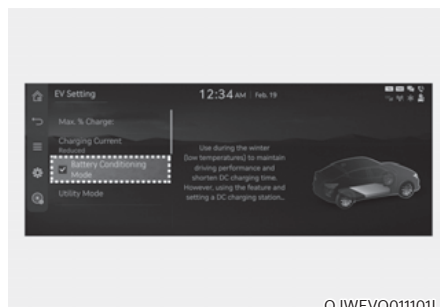 EV Setting
12:34 AM | Feb. 19
Max. % Charge:
Charging Current
Reduced
Battery Conditioning
Mode
Utility Mode
Use during the winter
(low temperatures) to maintain
driving performance and
shorten DC charging time.
However, using the feature and
setting a DC charging station...